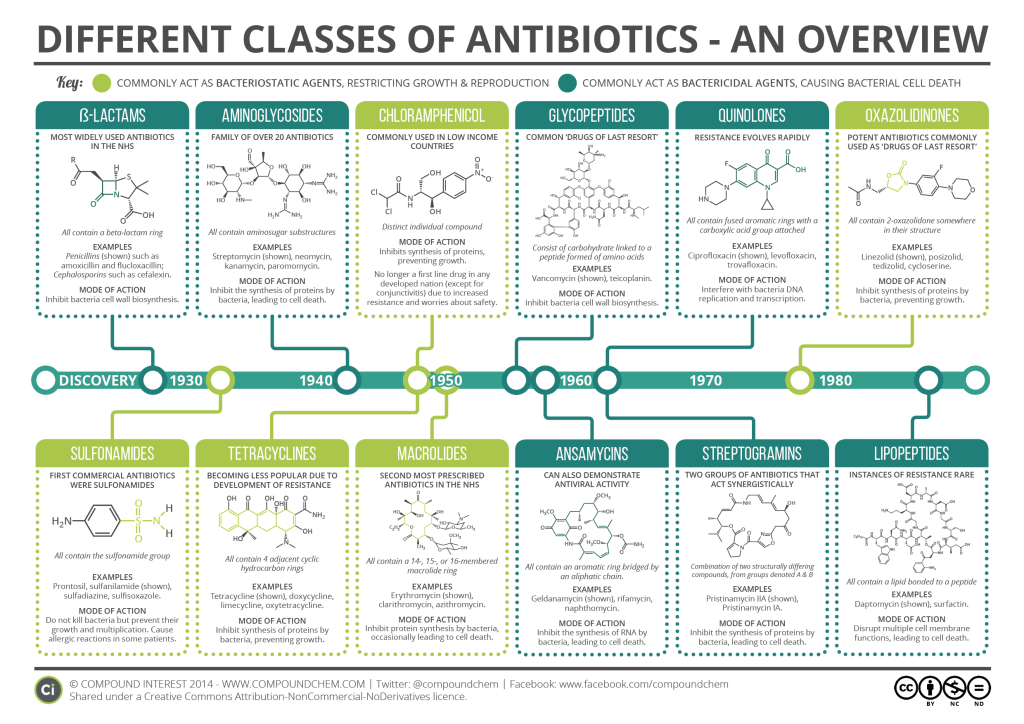 DIFFERENT CLASSES OF ANTIBIOTICS - AN OVERVIEW
Key: COMMONLY ACT AS BACTERIOSTATIC AGENTS, RESTRICTING GROWTH & REPRODUCTION COMMONLY ACT AS BACTERICIDAL AGENTS, CAUSING BACTERIAL CELL DEATH
ß-LACTAMS
MOST WIDELY USED ANTIBIOTICS
IN THE NHS
All contain a beta-lactam ring
EXAMPLES
Penicillins (shown) such as
amoxicillin and flucloxacillin;
Cephalosporins such as cefalexin.
MODE OF ACTION
Inhibit bacteria cell wall biosynthesis.
AMINOGLYCOSIDES
FAMILY OF OVER 20 ANTIBIOTICS
All contain aminosugar substructures
EXAMPLES
Streptomycin (shown), neomycin,
kanamycin, paromomycin.
MODE OF ACTION
Inhibit the synthesis of proteins by
bacteria, leading to cell death.
CHLORAMPHENICOL
COMMONLY USED IN LOW INCOME
COUNTRIES
Distinct individual compound
MODE OF ACTION
Inhibits synthesis of proteins,
preventing growth.
No longer a first line drug in any
developed nation (except for
conjunctivitis) due to increased
resistance and worries about safety.
GLYCOPEPTIDES
COMMON 'DRUGS OF LAST RESORT'
Consist of carbohydrate linked to a
peptide formed of amino acids
EXAMPLES
Vancomycin (shown), teicoplanin.
MODE OF ACTION
Inhibit bacteria cell wall biosynthesis.
QUINOLONES
RESISTANCE EVOLVES RAPIDLY
All contain fused aromatic rings with a
carboxylic acid group attached
EXAMPLES
Ciprofloxacin (shown), levofloxacin,
trovafloxacin.
MODE OF ACTION
Interfere with bacteria DNA
replication and transcription.
OXAZOLIDINONES
POTENT ANTIBIOTICS COMMONLY
USED AS 'DRUGS OF LAST RESORT'
All contain 2-oxazolidone somewhere
in their structure
EXAMPLES
Linezolid (shown), posizolid,
tedizolid, cycloserine.
MODE OF ACTION
Inhibit synthesis of proteins by
bacteria, preventing growth.
DISCOVERY 1930 1940 1950 1960 1970 1980
SULFONAMIDES
FIRST COMMERCIAL ANTIBIOTICS
WERE SULFONAMIDES
All contain the sulfonamide group
EXAMPLES
Prontosil, sulfanilamide (shown),
sulfadiazine, sulfisoxazole.
MODE OF ACTION
Do not kill bacteria but prevent their
growth and multiplication. Cause
allergic reactions in some patients.
TETRACYCLINES
BECOMING LESS POPULAR DUE TO
DEVELOPMENT OF RESISTANCE
All contain 4 adjacent cyclic
hydrocarbon rings
EXAMPLES
Tetracycline (shown), doxycycline,
limecycline, oxytetracycline.
MODE OF ACTION
Inhibit synthesis of proteins by
bacteria, preventing growth.
MACROLIDES
SECOND MOST PRESCRIBED
ANTIBIOTICS IN THE NHS
All contain a 14-, 15-, or 16-membered
macrolide ring
EXAMPLES
Erythromycin (shown),
clarithromycin, azithromycin.
MODE OF ACTION
Inhibit protein synthesis by bacteria,
occasionally leading to cell death.
ANSAMYCINS
CAN ALSO DEMONSTRATE
ANTIVIRAL ACTIVITY
All contain an aromatic ring bridged by
an aliphatic chain.
EXAMPLES
Geldanamycin (shown), rifamycin,
naphthomycin.
MODE OF ACTION
Inhibit the synthesis of RNA by
bacteria, leading to cell death.
STREPTOGRAMINS
TWO GROUPS OF ANTIBIOTICS THAT
ACT SYNERGISTICALLY
Combination of two structurally differing
compounds, from groups denoted A & B
EXAMPLES
Pristinamycin IIA (shown),
Pristinamycin IA.
MODE OF ACTION
Inhibit the synthesis of proteins by
bacteria, leading to cell death.
LIPOPEPTIDES
INSTANCES OF RESISTANCE RARE
All contain a lipid bonded to a peptide
EXAMPLES
Daptomycin (shown), surfactin.
MODE OF ACTION
Disrupt multiple cell membrane
functions, leading to cell death.
Ci
© COMPOUND INTEREST 2014 - WWW.COMPOUNDCHEM.COM | Twitter: @compoundchem | Facebook: www.facebook.com/compoundchem
Shared under a Creative Commons Attribution-NonCommercial-NoDerivatives licence.
CC BY NC ND